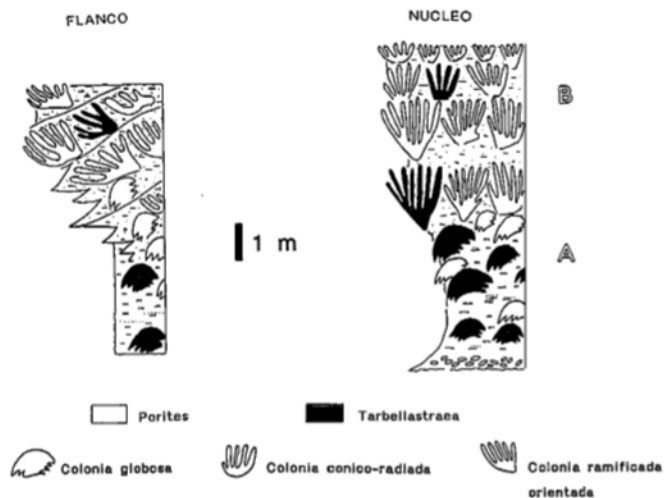 FLANCO
NUCLEO
B
1 m
A
Porites
Tarbellastraea
Colonia globosa
Colonia conico-radiada
Colonia ramificada
orientada